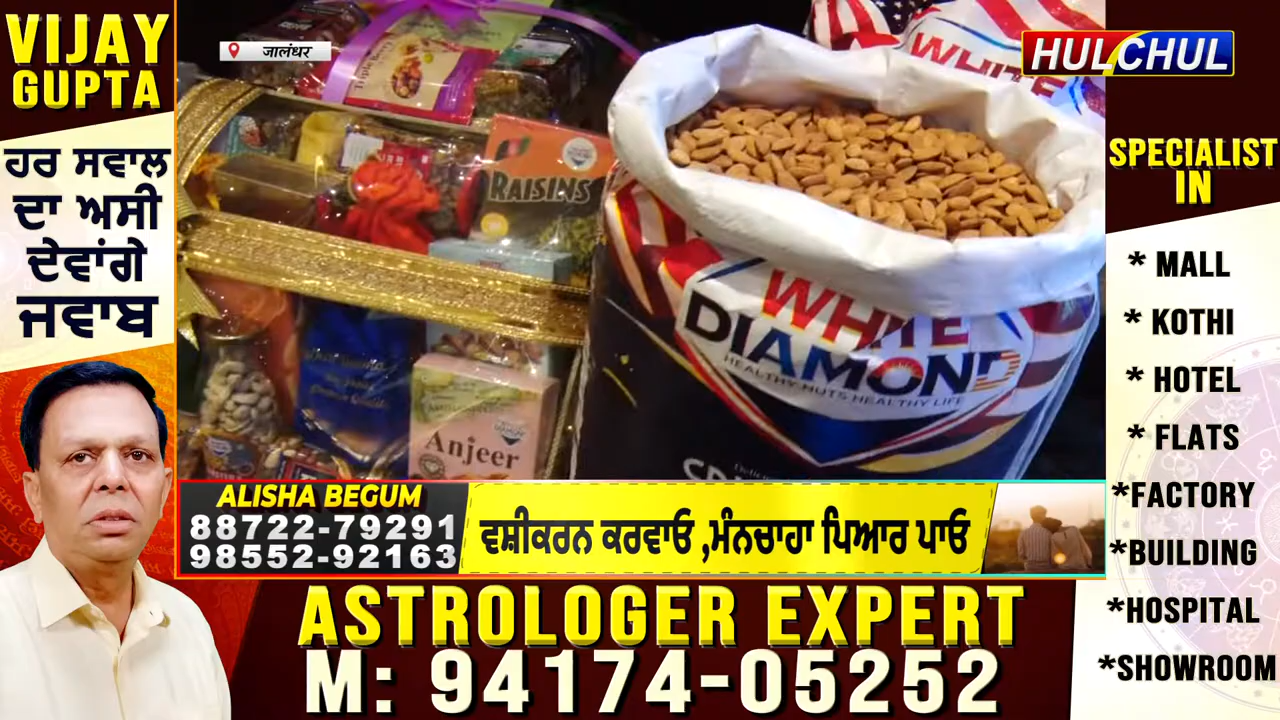 VIJAY
GUPTA
ਹਰ ਸਵਾਲ
ਦਾ ਅਸੀ
ਦੇਵਾਂਗੇ
ਜਵਾਬ
ਜਾਲੰਧਰ
HULCHUL
WHITE
RAISINS
WHITE
DIAMOND
HEALTHY NUTS HEALTHY LIFE
Anjeer
SPECIALIST
IN
* MALL
* KOTHI
* HOTEL
* FLATS
*FACTORY
*BUILDING
*HOSPITAL
*SHOWROOM
ALISHA BEGUM
88722-79291
98552-92163
ਵਸ਼ੀਕਰਨ ਕਰਵਾਓ ,ਮੰਨਚਾਹਾ ਪਿਆਰ ਪਾਓ
ASTROLOGER EXPERT
M: 94174-05252